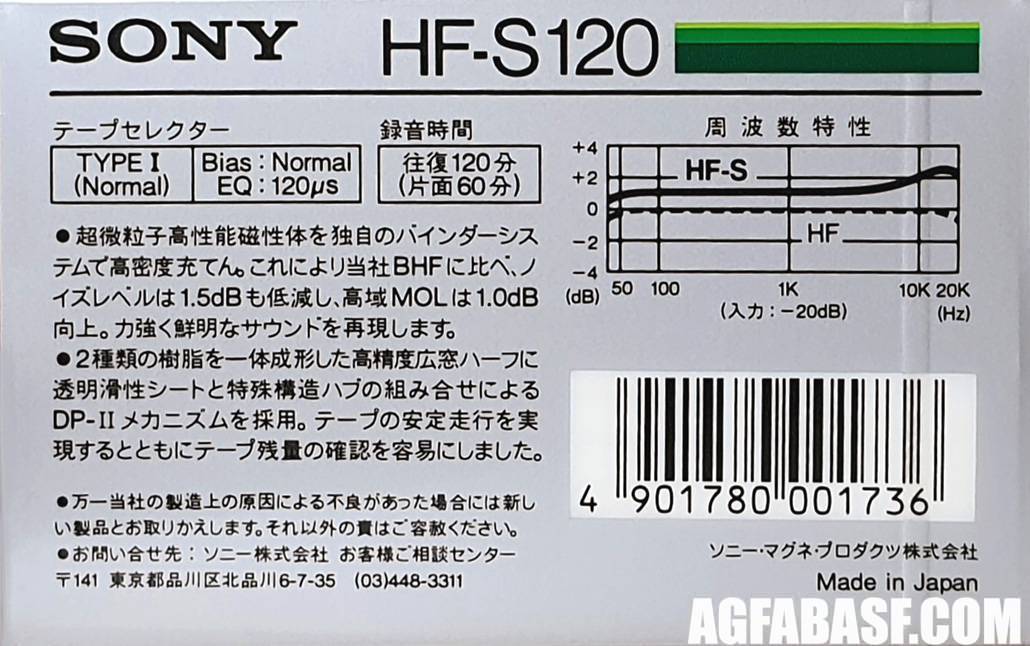 SONY HF-S120
テープセレクター
TYPE I
(Normal)
Bias : Normal
EQ : 120μs
録音時間
往復120分
(片面60分)
●超微粒子高性能磁性体を独自のバインダーシス
テムで高密度充てん。これにより当社BHFに比べ、ノ
イズレベルは1.5dBも低減し、高域MOLは1.0dB
向上。力強く鮮明なサウンドを再現します。
●2種類の樹脂を一体成形した高精度広窓ハーフに
透明滑性シートと特殊構造ハブの組み合せによる
DP-II メカニズムを採用。テープの安定走行を実
現するとともにテープ残量の確認を容易にしました。
●万一当社の製造上の原因による不良があった場合には新し
い製品とお取りかえします。それ以外の責はご容赦ください。
●お問い合せ先：ソニー株式会社 お客様ご相談センター
〒141 東京都品川区北品川6-7-35 (03)448-3311
周波数特性
+4
+2
0
-2
-4
(dB)
HF-S
HF
50 100 1K 10K 20K
(入力：-20dB) (Hz)
4 901780 001736
ソニー・マグネ・プロダクツ株式会社
Made in Japan
AGFABASF.COM